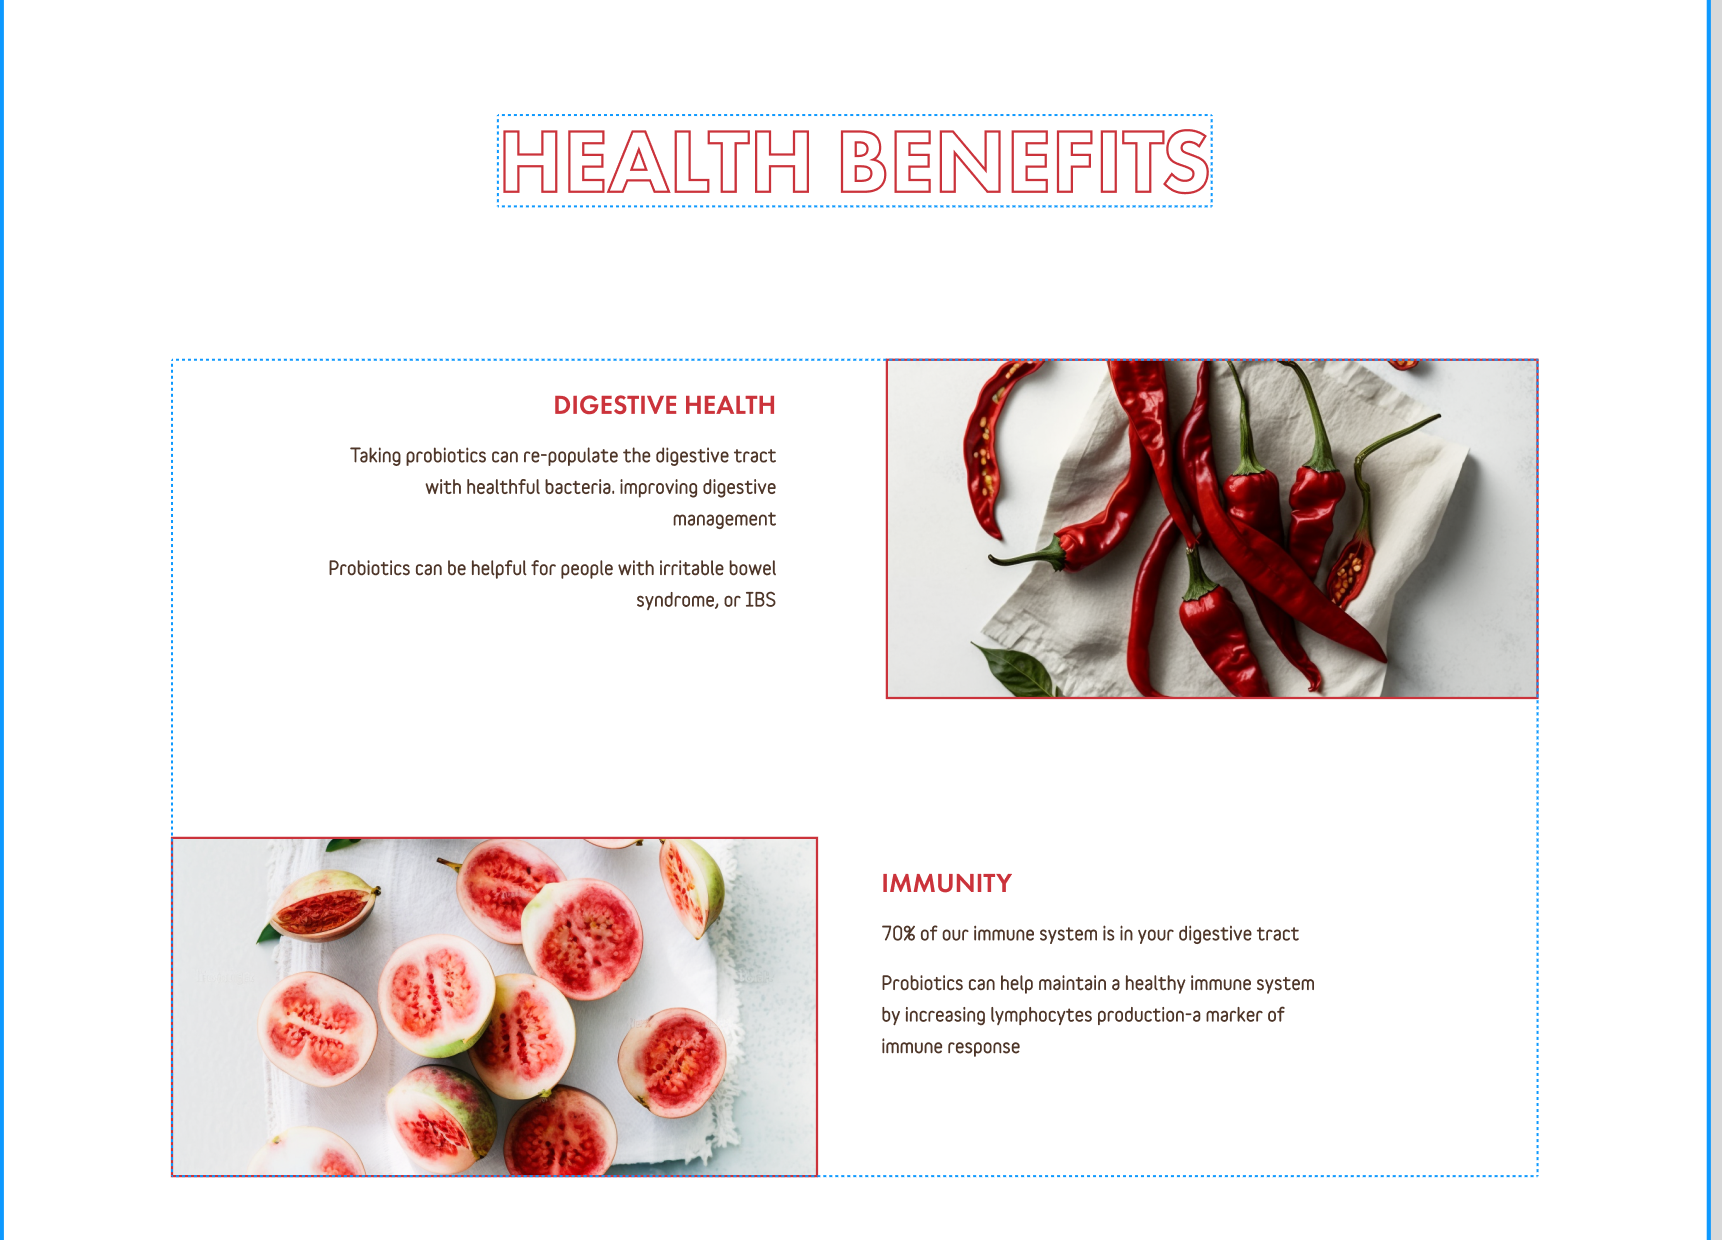 HEALTH BENEFITS
DIGESTIVE HEALTH
Taking probiotics can re-populate the digestive tract
with healthful bacteria. improving digestive
management
Probiotics can be helpful for people with irritable bowel
syndrome, or IBS
IMMUNITY
70% of our immune system is in your digestive tract
Probiotics can help maintain a healthy immune system
by increasing lymphocytes production-a marker of
immune response